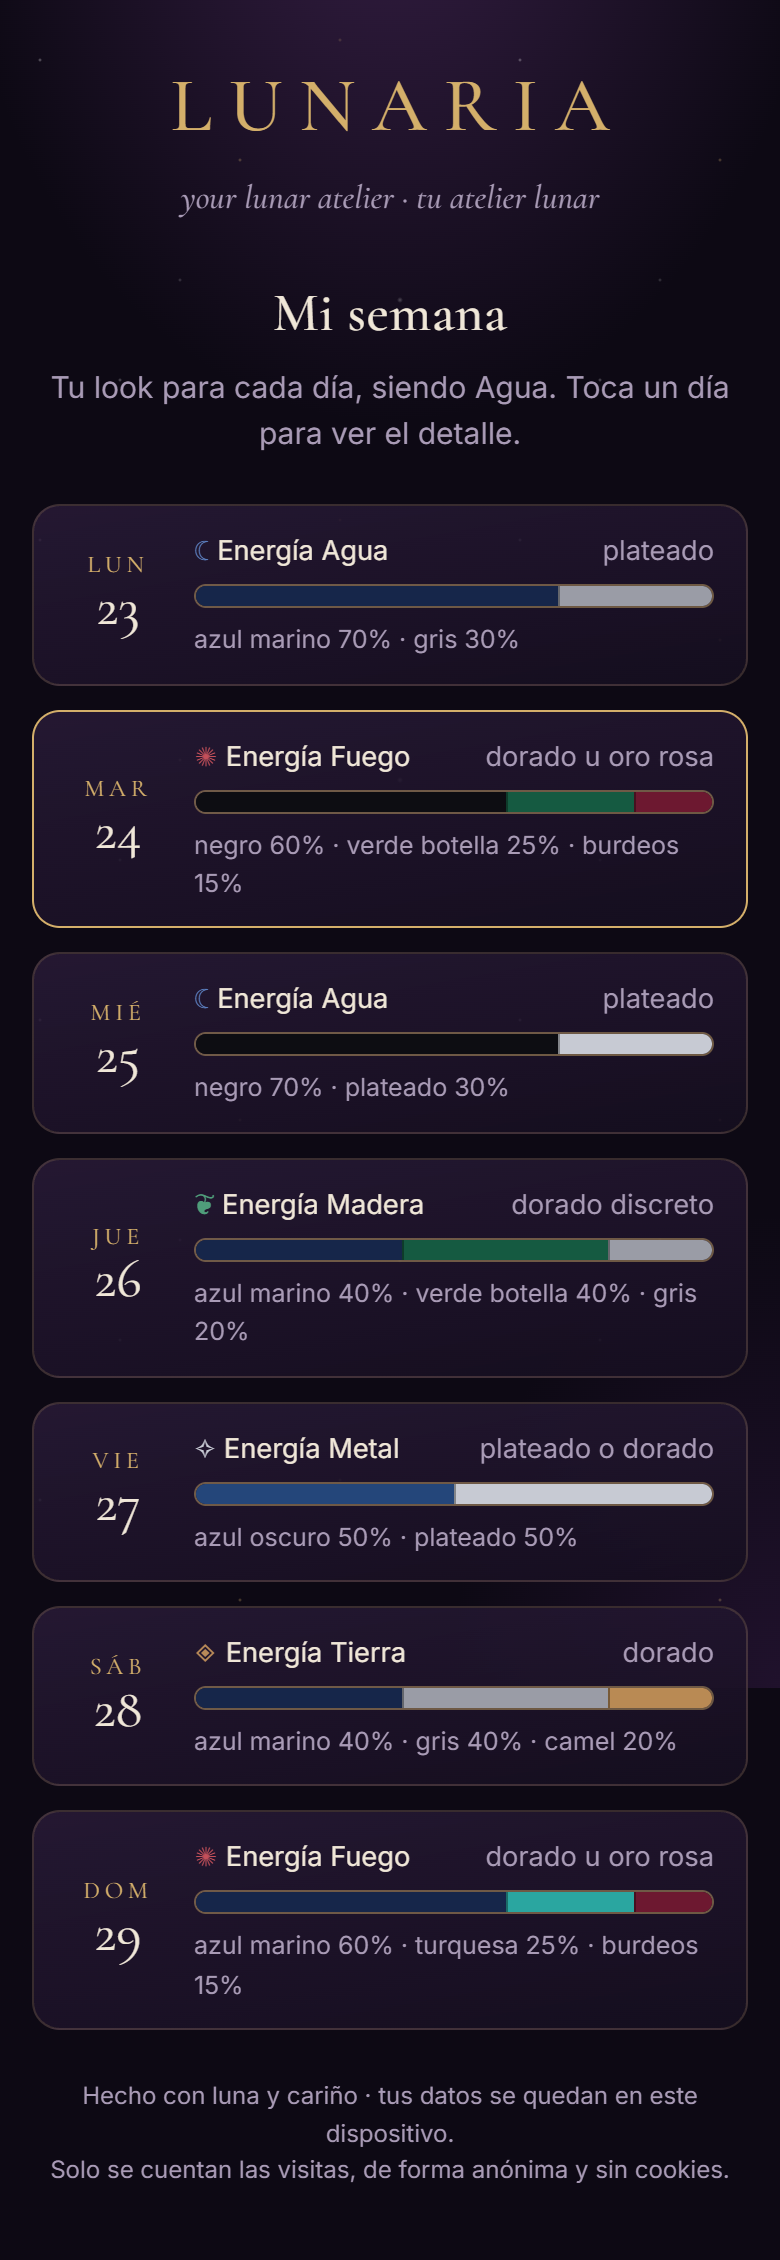 LUNARIA
your lunar atelier · tu atelier lunar
Mi semana
Tu look para cada día, siendo Agua. Toca un día
para ver el detalle.
LUN
23
☾ Energía Agua
plateado
azul marino 70% · gris 30%
MAR
24
✺ Energía Fuego
dorado u oro rosa
negro 60% · verde botella 25% · burdeos
15%
MIÉ
25
☾ Energía Agua
plateado
negro 70% · plateado 30%
JUE
26
❦ Energía Madera
dorado discreto
azul marino 40% · verde botella 40% · gris
20%
VIE
27
✧ Energía Metal
plateado o dorado
azul oscuro 50% · plateado 50%
SÁB
28
◈ Energía Tierra
dorado
azul marino 40% · gris 40% · camel 20%
DOM
29
✺ Energía Fuego
dorado u oro rosa
azul marino 60% · turquesa 25% · burdeos
15%
Hecho con luna y cariño · tus datos se quedan en este
dispositivo.
Solo se cuentan las visitas, de forma anónima y sin cookies.